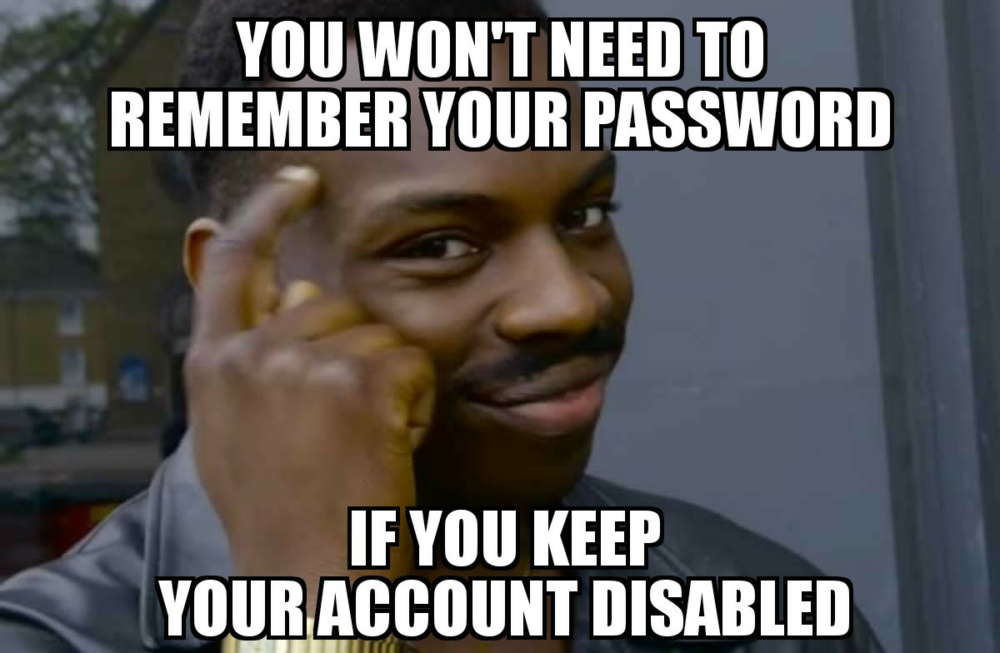 YOU WON'T NEED TO
REMEMBER YOUR PASSWORD
IF YOU KEEP
YOUR ACCOUNT DISABLED